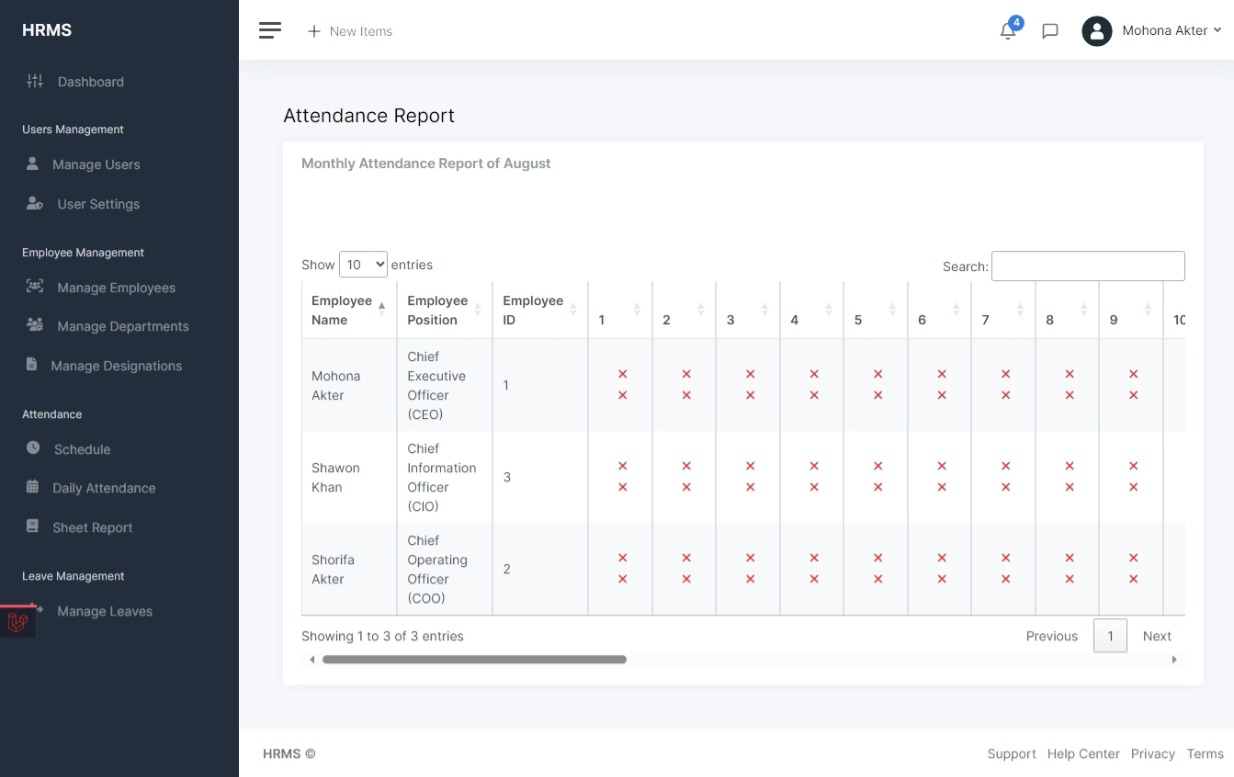 HRMS
New Items
4
Mohona Akter
Dashboard
Users Management
Manage Users
User Settings
Employee Management
Manage Employees
Manage Departments
Manage Designations
Attendance
Schedule
Daily Attendance
Sheet Report
Leave Management
Manage Leaves
Attendance Report
Monthly Attendance Report of August
Show 10 entries
Search:
Employee Name Employee Position Employee ID 1 2 3 4 5 6 7 8 9 10
Mohona Akter Chief Executive Officer (CEO) 1
× × × × × × × × ×
× × × × × × × × ×
Shawon Khan Chief Information Officer (CIO) 3
× × × × × × × × ×
× × × × × × × × ×
Shorifa Akter Chief Operating Officer (COO) 2
× × × × × × × × ×
× × × × × × × × ×
Showing 1 to 3 of 3 entries
Previous 1 Next
HRMS ©
Support Help Center Privacy Terms